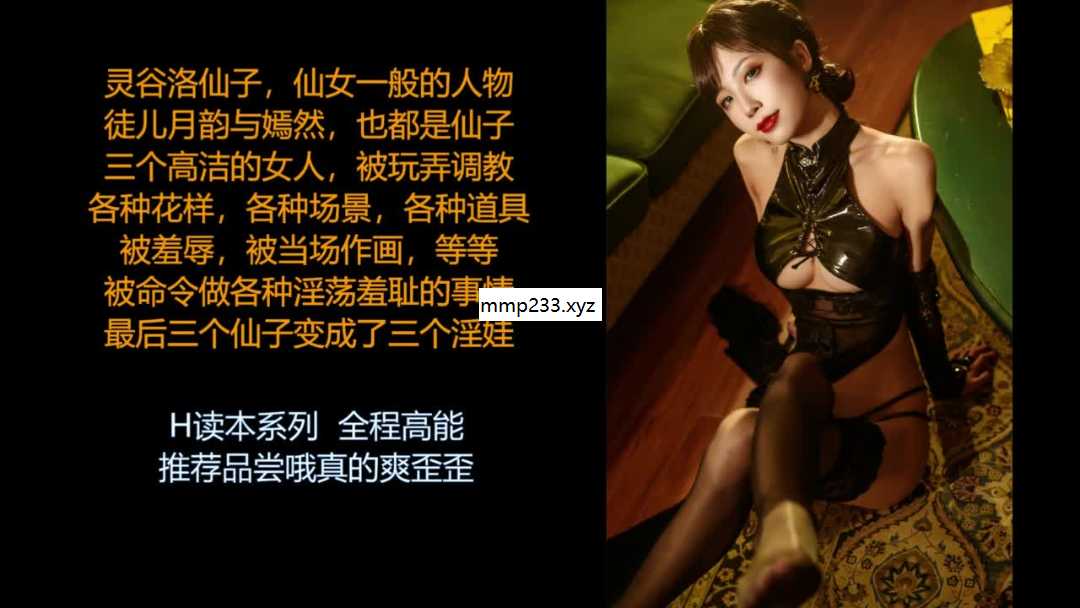 灵谷洛仙子，仙女一般的人物
徒儿月韵与嫣然，也都是仙子
三个高洁的女人，被玩弄调教
各种花样，各种场景，各种道具
被羞辱，被当场作画，等等
被命令做各种淫荡羞耻的事情
mmp233.xyz
最后三个仙子变成了三个淫娃
H读本系列 全程高能
推荐品尝哦真的爽歪歪